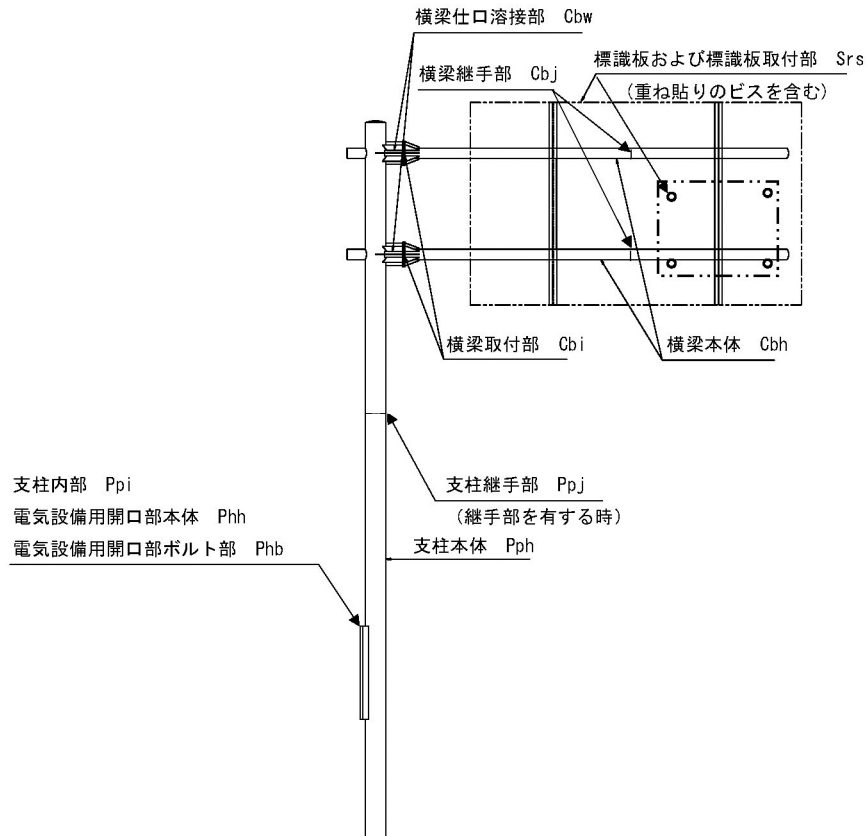 横梁仕口溶接部 Cbw
標識板および標識板取付部 Srs
横梁継手部 Cbj
(重ね貼りのビスを含む)
横梁取付部 Cbi
横梁本体 Cbh
支柱内部 Ppi
支柱継手部 Ppj
電気設備用開口部本体 Phh
(継手部を有する時)
電気設備用開口部ボルト部 Phb
支柱本体 Pph